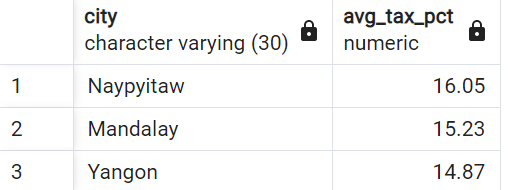 city avg_tax_pct
character varying (30) numeric
1 Naypyitaw 16.05
2 Mandalay 15.23
3 Yangon 14.87